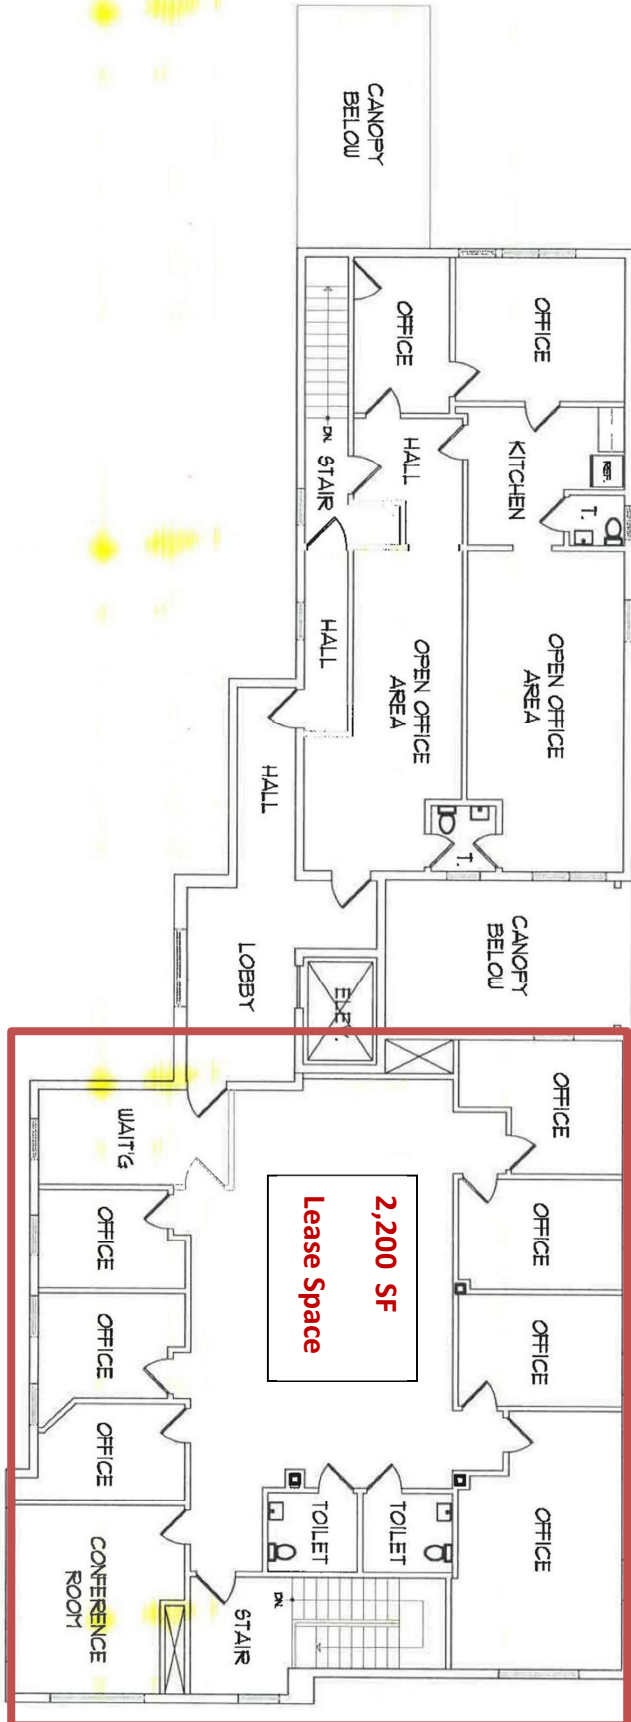 CANOPY
BELOW
OFFICE
OFFICE
DN.
STAIR
HALL
KITCHEN
REF.
T.
HALL
OPEN OFFICE
AREA
OPEN OFFICE
AREA
HALL
T.
LOBBY
ELEV.
CANOPY
BELOW
WAIT'G
OFFICE
OFFICE
OFFICE
CONFERENCE
ROOM
2,200 SF
Lease Space
OFFICE
OFFICE
OFFICE
OFFICE
TOILET
TOILET
DN.
STAIR